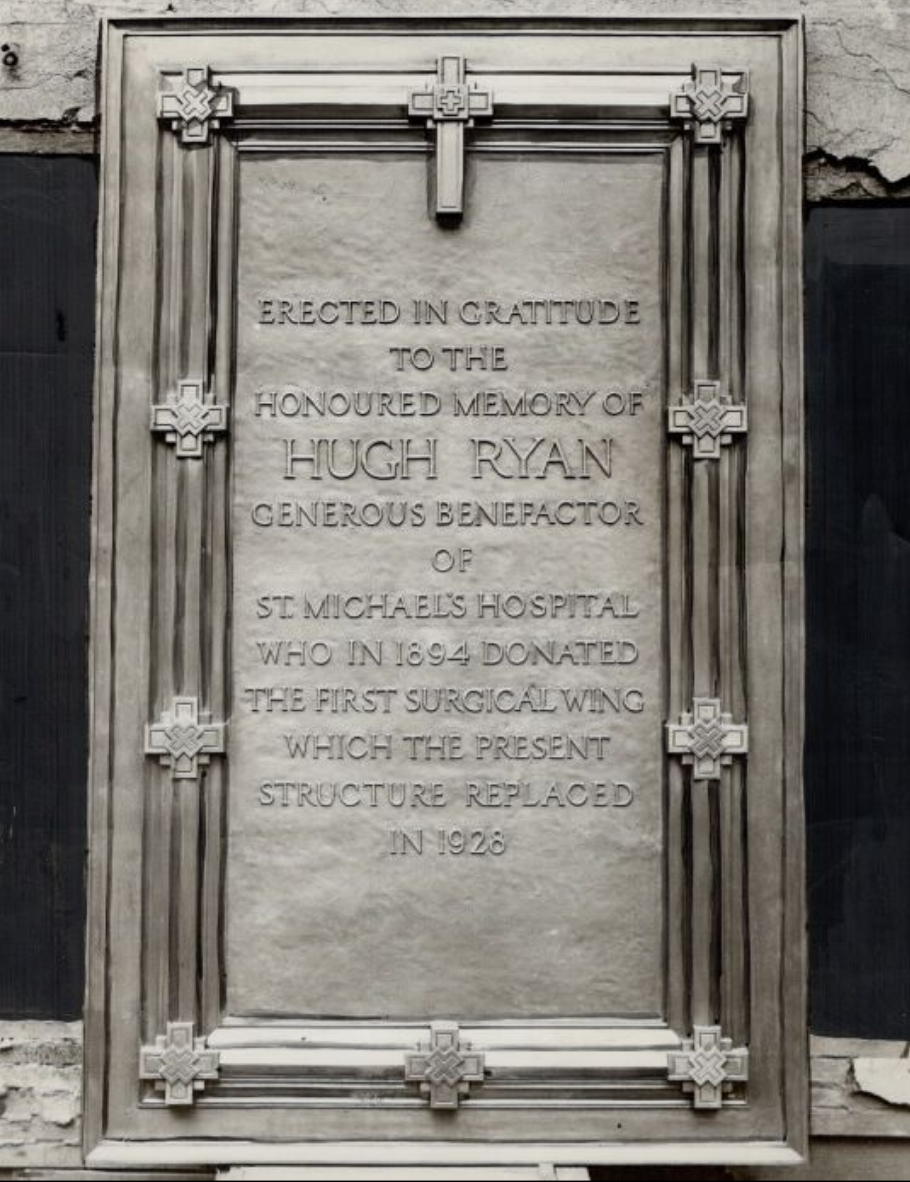 ERECTED IN GRATITUDE
TO THE
HONOURED MEMORY OF
HUGH RYAN
GENEROUS BENEFACTOR
OF
ST. MICHAEL'S HOSPITAL
WHO IN 1894 DONATED
THE FIRST SURGICAL WING
WHICH THE PRESENT
STRUCTURE REPLACED
IN 1928